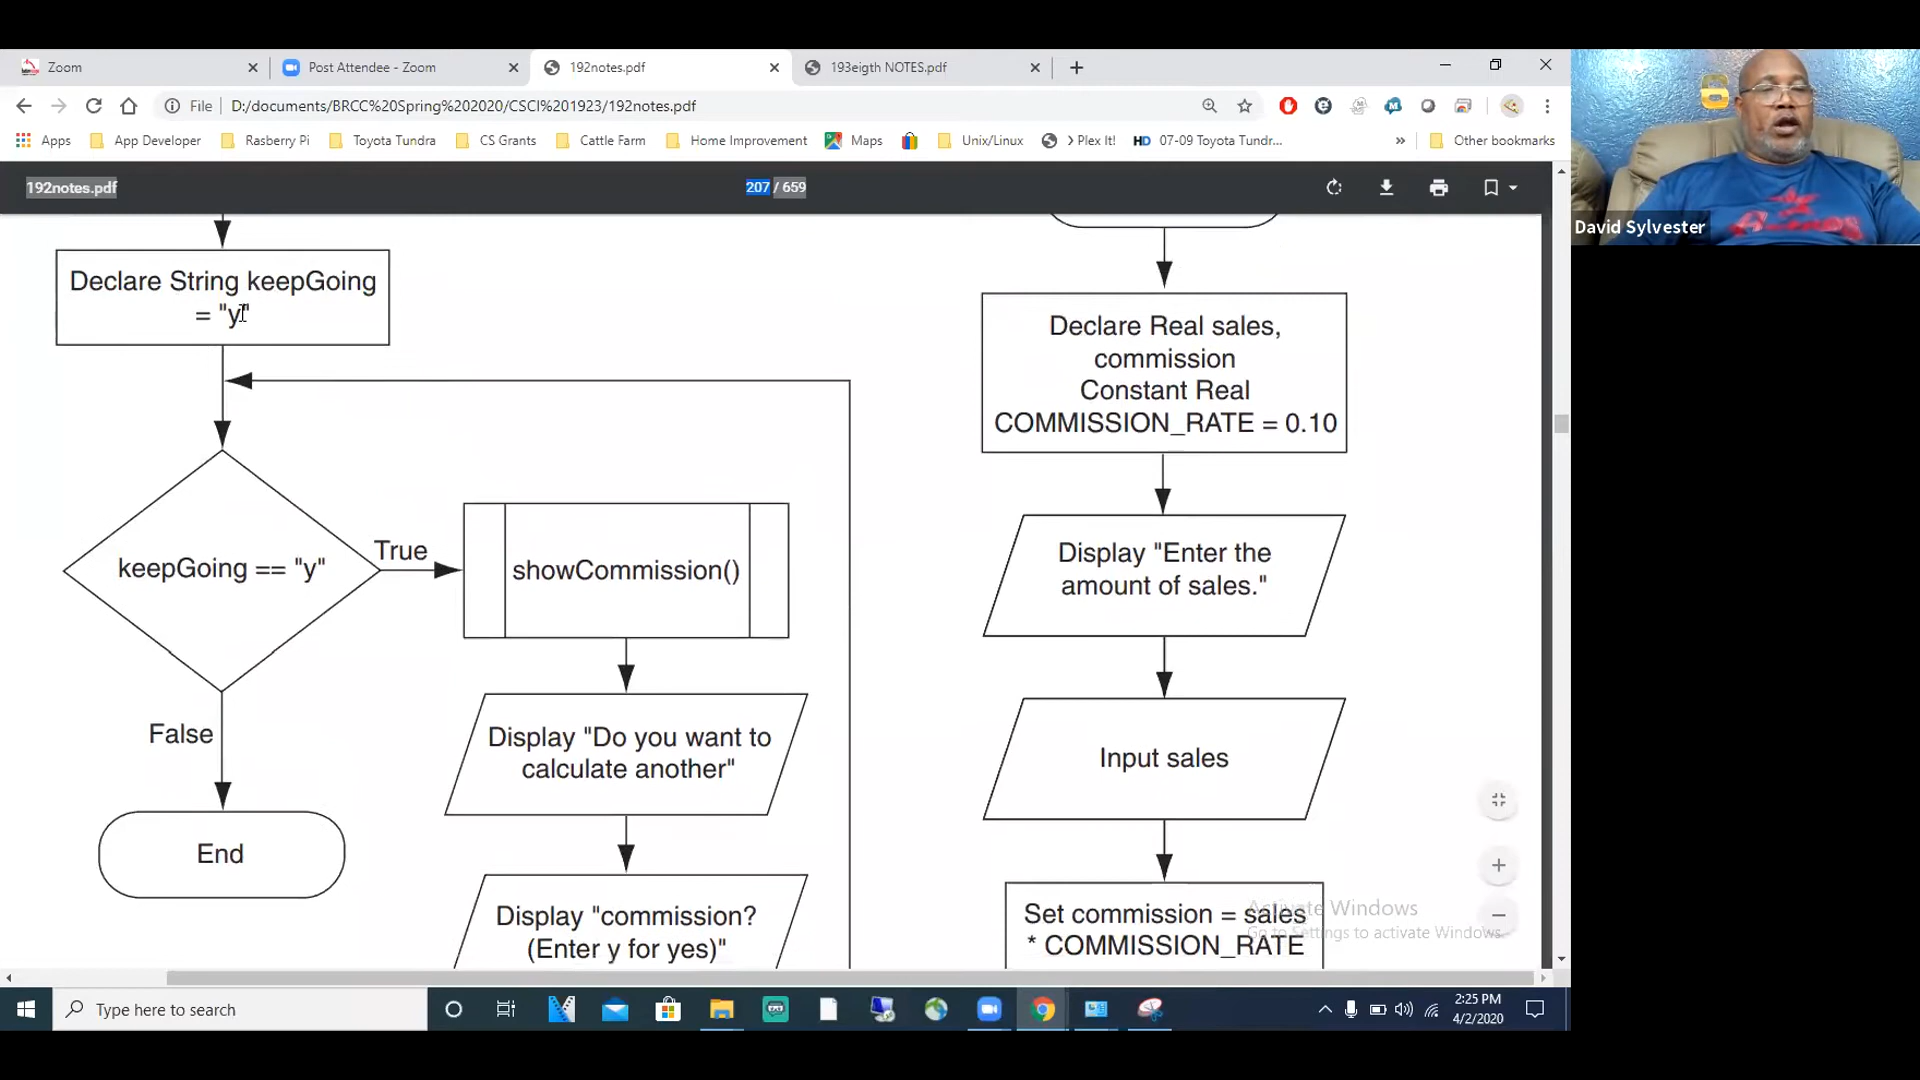 Zoom
Post Attendee - Zoom
192notes.pdf
193eigth NOTES.pdf
File
D:/documents/BRCC%20Spring%202020/CSCI%201923/192notes.pdf
Apps
App Developer
Rasberry Pi
Toyota Tundra
CS Grants
Cattle Farm
Home Improvement
Maps
Unix/Linux
> Plex It!
HD 07-09 Toyota Tundr...
»
Other bookmarks
192notes.pdf
207 / 659
David Sylvester
Declare String keepGoing
= "y"
keepGoing == "y"
True
showCommission()
False
End
Display "Do you want to
calculate another"
Display "commission?
(Enter y for yes)"
Declare Real sales,
commission
Constant Real
COMMISSION_RATE = 0.10
Display "Enter the
amount of sales."
Input sales
Set commission = sales
* COMMISSION_RATE
Activate Windows
Go to Settings to activate Windows.
Type here to search
2:25 PM
4/2/2020